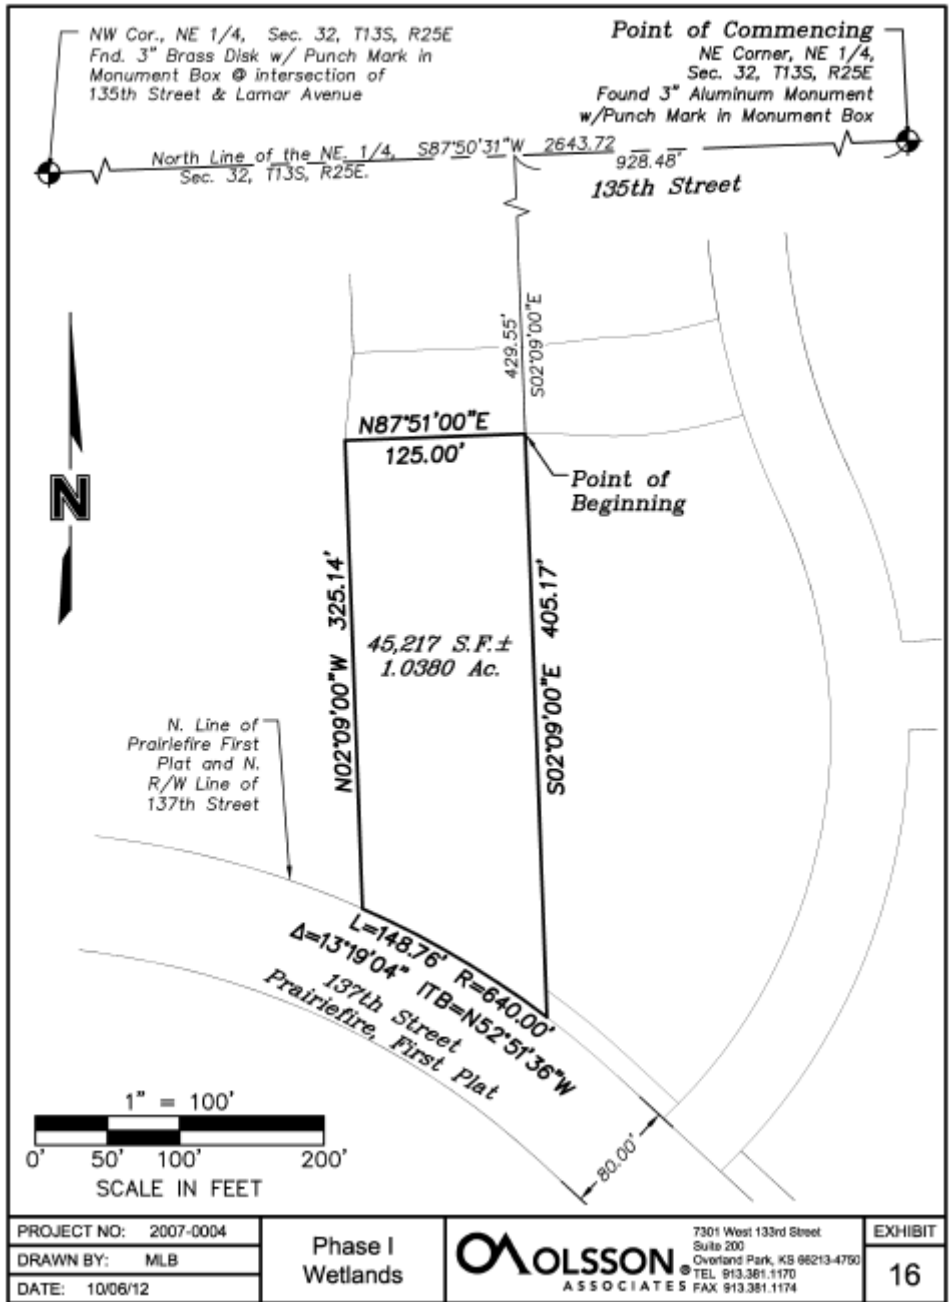 NW Cor., NE 1/4, Sec. 32, T13S, R25E
Fnd. 3" Brass Disk w/ Punch Mark in
Monument Box @ intersection of
135th Street & Lamar Avenue
Point of Commencing
NE Corner, NE 1/4,
Sec. 32, T13S, R25E
Found 3" Aluminum Monument
w/Punch Mark in Monument Box
North Line of the NE. 1/4, S87°50'31"W 2643.72
Sec. 32, T13S, R25E.
928.48'
135th Street
429.55'
S02°09'00"E
N87°51'00"E
125.00'
Point of
Beginning
N
N02°09'00"W 325.14'
S02°09'00"E 405.17'
45,217 S.F.±
1.0380 Ac.
N. Line of
Prairiefire First
Plat and N.
R/W Line of
137th Street
L=148.76' R=640.00'
Δ=13°19'04" ITB=N52°51'36"W
137th Street
Prairiefire, First Plat
80.00'
1" = 100'
0' 50' 100' 200'
SCALE IN FEET
PROJECT NO: 2007-0004
DRAWN BY: MLB
DATE: 10/06/12
Phase I
Wetlands
OA OLSSON ®
ASSOCIATES
7301 West 133rd Street
Suite 200
Overland Park, KS 66213-4750
TEL 913.381.1170
FAX 913.381.1174
EXHIBIT
16